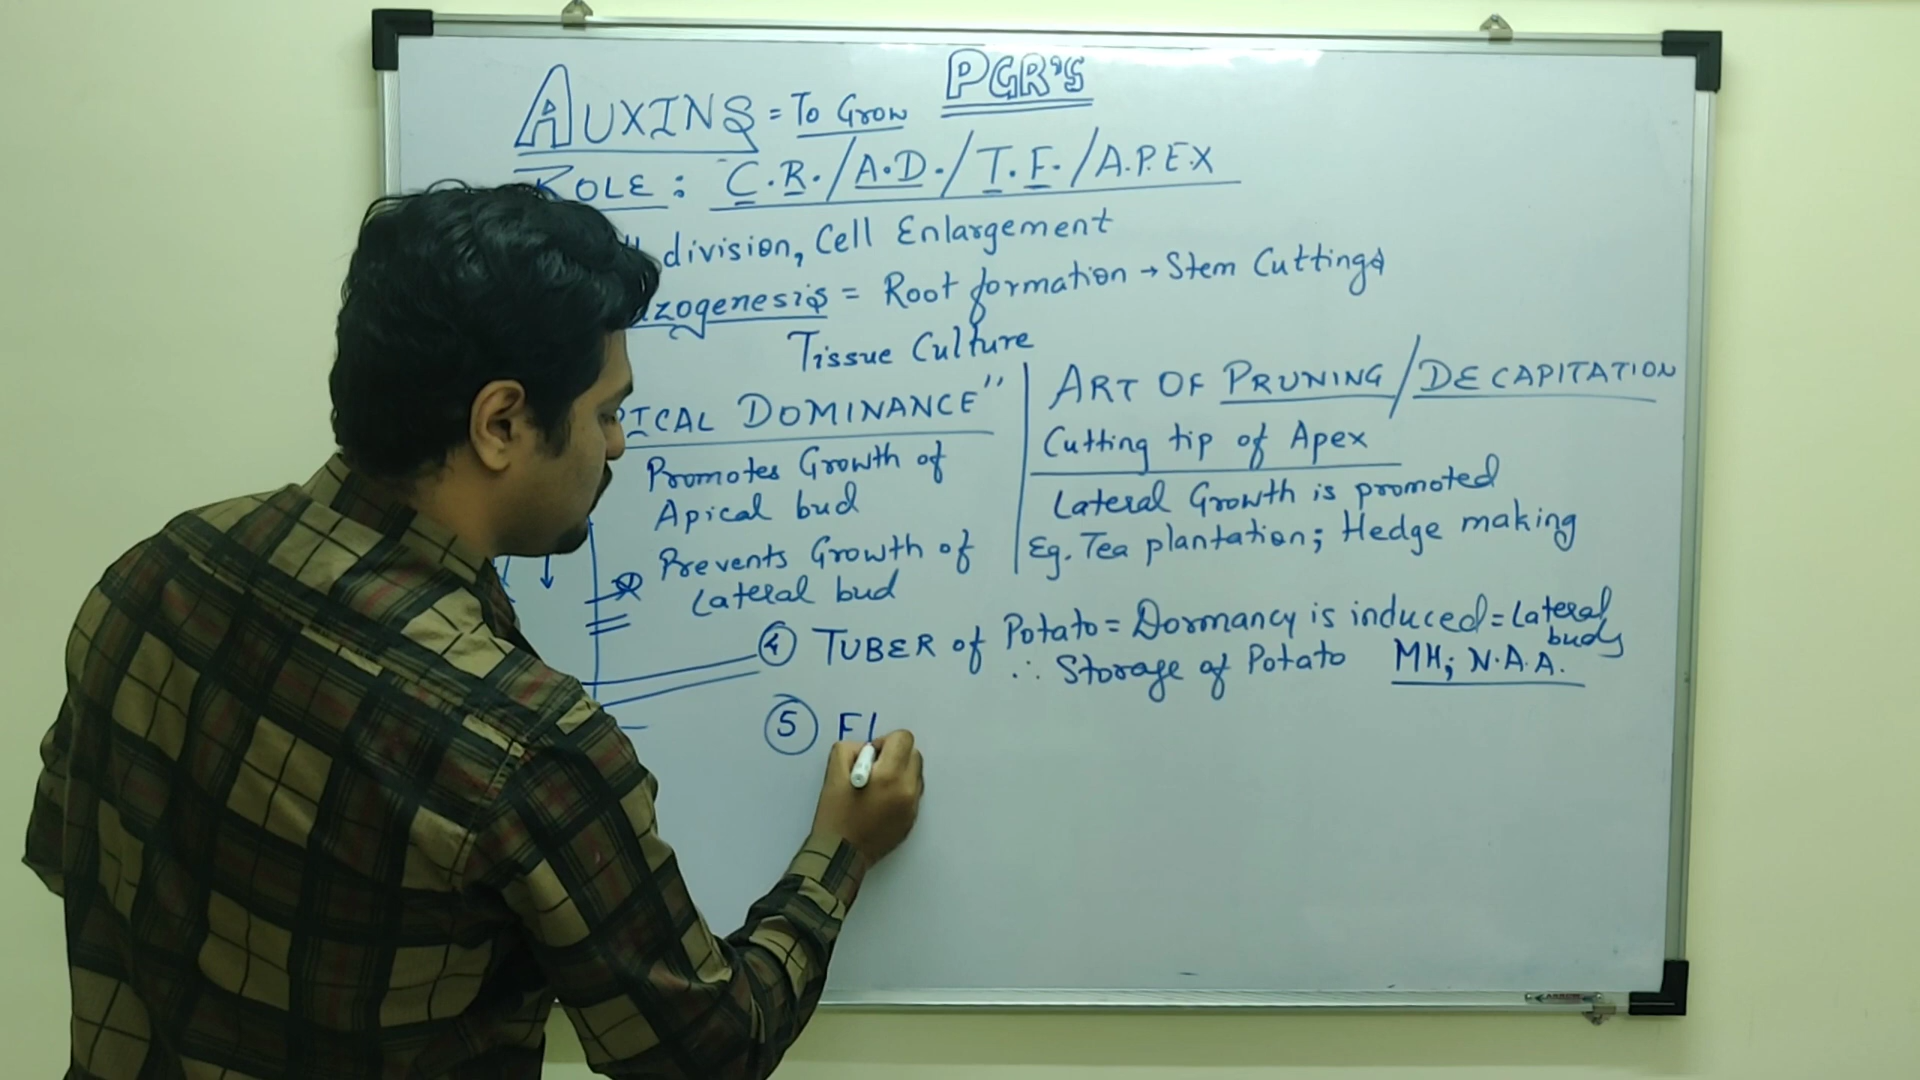 PGR'S
AUXINS = To Grow
ROLE: C.R./A.D./T.F./A.P.E.X
division, Cell Enlargement
zogenesis = Root formation → Stem Cuttings
Tissue Culture
ICAL DOMINANCE"
Promotes Growth of
Apical bud
Prevents Growth of
Lateral bud
ART OF PRUNING/DECAPITATION
Cutting tip of Apex
Lateral Growth is promoted
Eg. Tea plantation; Hedge making
④ TUBER of Potato = Dormancy is induced = Lateral
buds
∴ Storage of Potato MH; N.A.A.
⑤ Fl